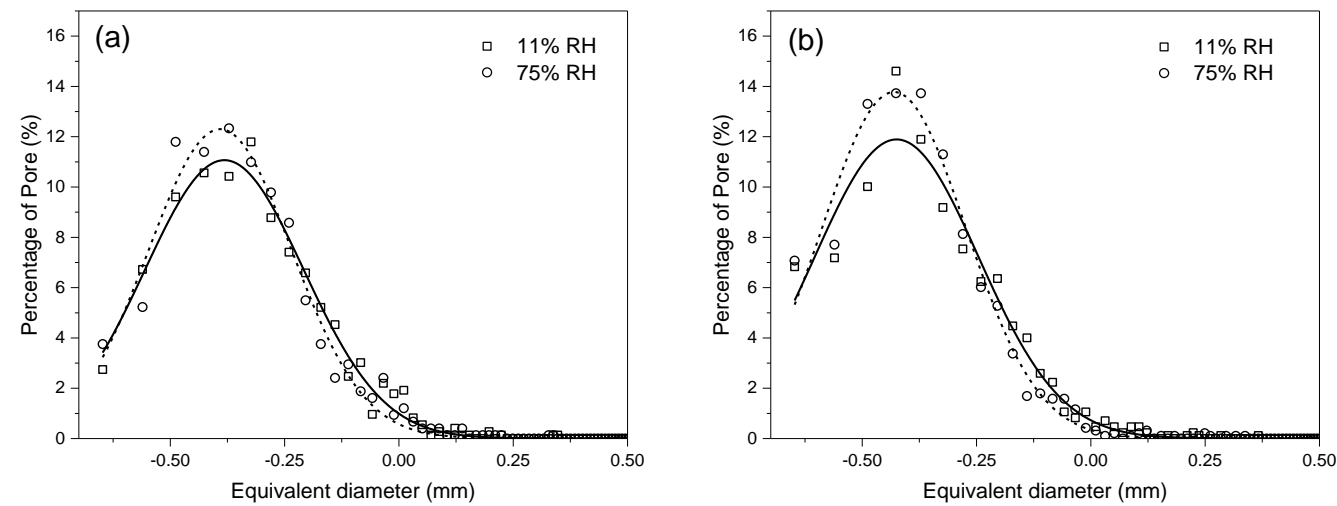 (a)
11% RH
75% RH
16
14
12
10
8
6
4
2
0
Percentage of Pore (%)
-0.50
-0.25
0.00
0.25
0.50
Equivalent diameter (mm)
(b)
11% RH
75% RH
16
14
12
10
8
6
4
2
0
Percentage of Pore (%)
-0.50
-0.25
0.00
0.25
0.50
Equivalent diameter (mm)